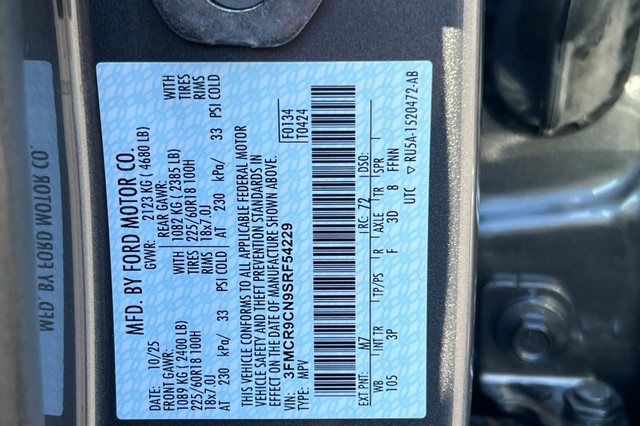 MFD. BY FORD MOTOR CO.
DATE: 10/25
GVWR:
2123 KG ( 4680 LB)
FRONT GAWR:
1089 KG ( 2400 LB)
225/60R18 100H
18x7.0J
AT 230 kPa/ 33 PSI COLD
WITH
TIRES
RIMS
REAR GAWR:
1082 KG ( 2385 LB)
225/60R18 100H
18x7.0J
AT 230 kPa/ 33 PSI COLD
WITH
TIRES
RIMS
THIS VEHICLE CONFORMS TO ALL APPLICABLE FEDERAL MOTOR
VEHICLE SAFETY AND THEFT PREVENTION STANDARDS IN
EFFECT ON THE DATE OF MANUFACTURE SHOWN ABOVE.
VIN: 3FMCR9CN9SRF54229
TYPE: MPV
F0134
T0424
EXT PNT: M7 RC: 72 DSO:
WB INT TR TP/PS R AXLE TR SPR
105 3P F 3D 8 FFNN
UTC ▽ RU5A-1520472-AB
MFD. BY FORD MOTOR CO.